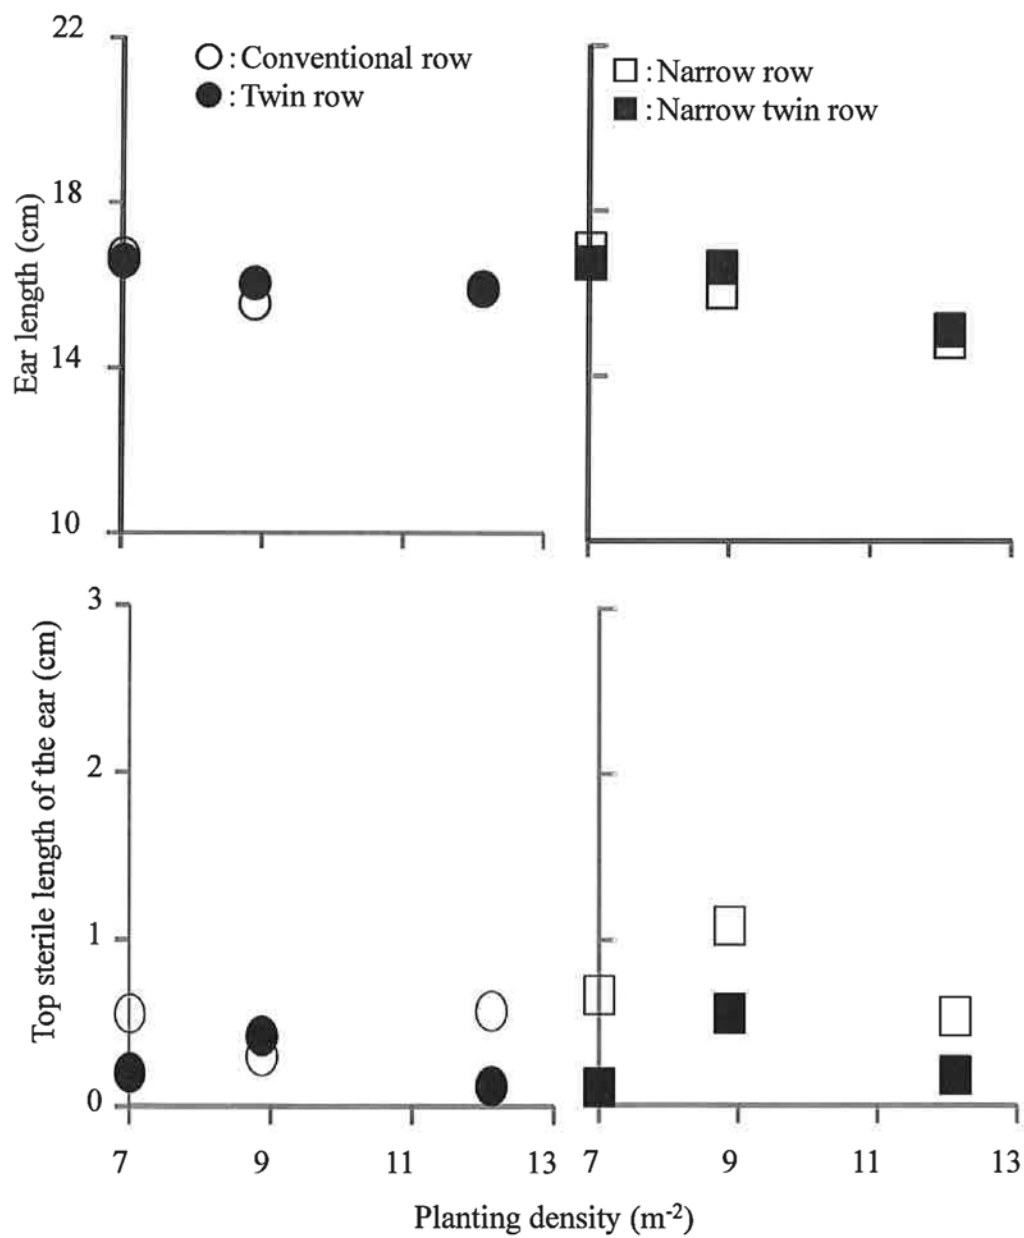 22
18
14
10
Ear length (cm)
: Conventional row
: Twin row
: Narrow row
: Narrow twin row
3
2
1
0
Top sterile length of the ear (cm)
7 9 11 13 7 9 11 13
Planting density (m-2)